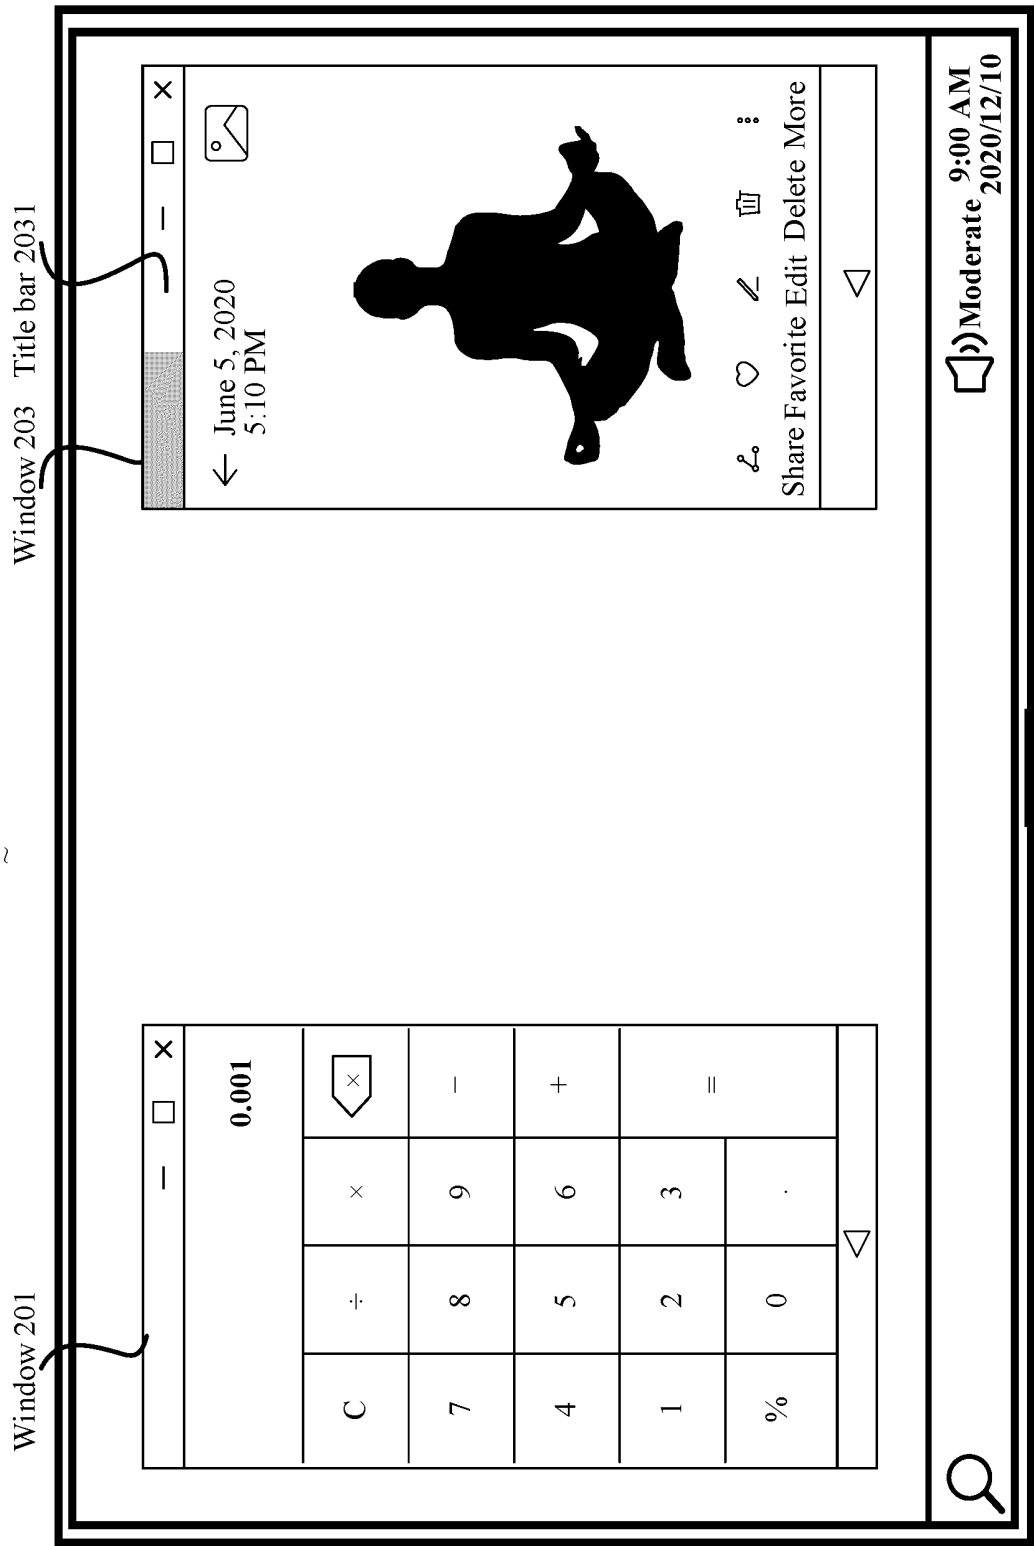 Window 201
Window 203
Title bar 2031
0.001
C ÷ ×
×
7 8 9 −
4 5 6 +
1 2 3 =
% 0 .
June 5, 2020
5:10 PM
Share Favorite Edit Delete More
Moderate
9:00 AM
2020/12/10